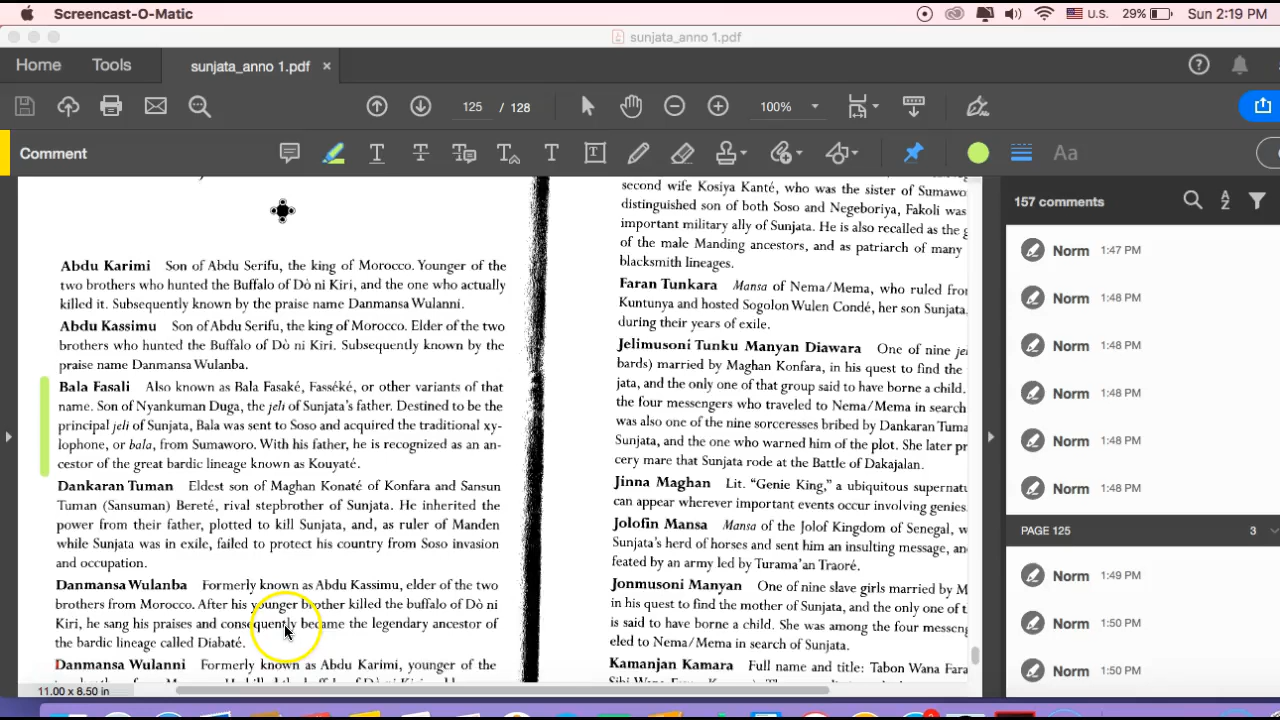 Screencast-O-Matic
U.S.
29%
Sun 2:19 PM
sunjata_anno 1.pdf
Home
Tools
sunjata_anno 1.pdf ×
125 / 128
100%
Comment
Aa
157 comments
Abdu Karimi Son of Abdu Serifu, the king of Morocco. Younger of the
two brothers who hunted the Buffalo of Dò ni Kiri, and the one who actually
killed it. Subsequently known by the praise name Danmansa Wulanni.
Abdu Kassimu Son of Abdu Serifu, the king of Morocco. Elder of the two
brothers who hunted the Buffalo of Dò ni Kiri. Subsequently known by the
praise name Danmansa Wulanba.
Bala Fasali Also known as Bala Fasaké, Fasséké, or other variants of that
name. Son of Nyankuman Duga, the jeli of Sunjata's father. Destined to be the
principal jeli of Sunjata, Bala was sent to Soso and acquired the traditional xy-
lophone, or bala, from Sumaworo. With his father, he is recognized as an an-
cestor of the great bardic lineage known as Kouyaté.
Dankaran Tuman Eldest son of Maghan Konaté of Konfara and Sansun
Tuman (Sansuman) Bereté, rival stepbrother of Sunjata. He inherited the
power from their father, plotted to kill Sunjata, and, as ruler of Manden
while Sunjata was in exile, failed to protect his country from Soso invasion
and occupation.
Danmansa Wulanba Formerly known as Abdu Kassimu, elder of the two
brothers from Morocco. After his younger brother killed the buffalo of Dò ni
Kiri, he sang his praises and consequently became the legendary ancestor of
the bardic lineage called Diabaté.
Danmansa Wulanni Formerly known as Abdu Karimi, younger of the
second wife Kosiya Kanté, who was the sister of Sumawo
distinguished son of both Soso and Negeboriya, Fakoli was
important military ally of Sunjata. He is also recalled as the g
of the male Manding ancestors, and as patriarch of many
blacksmith lineages.
Faran Tunkara Mansa of Nema/Mema, who ruled from
Kuntunya and hosted Sogolon Wulen Condé, her son Sunjata,
during their years of exile.
Jelimusoni Tunku Manyan Diawara One of nine je
bards) married by Maghan Konfara, in his quest to find the
jata, and the only one of that group said to have borne a child.
the four messengers who traveled to Nema/Mema in search
was also one of the nine sorceresses bribed by Dankaran Tuma
Sunjata, and the one who warned him of the plot. She later pr
cery mare that Sunjata rode at the Battle of Dakajalan.
Jinna Maghan Lit. "Genie King," a ubiquitous supernatu
can appear wherever important events occur involving genies.
Jolofin Mansa Mansa of the Jolof Kingdom of Senegal, w
Sunjata's herd of horses and sent him an insulting message, an
feated by an army led by Turama'an Traoré.
Jonmusoni Manyan One of nine slave girls married by M
in his quest to find the mother of Sunjata, and the only one of t
is said to have borne a child. She was among the four messeng
eled to Nema/Mema in search of Sunjata.
Kamanjan Kamara Full name and title: Tabon Wana Fara
Norm 1:47 PM
Norm 1:48 PM
Norm 1:48 PM
Norm 1:48 PM
Norm 1:48 PM
Norm 1:48 PM
PAGE 125 3
Norm 1:49 PM
Norm 1:50 PM
Norm 1:50 PM
11.00 x 8.50 in